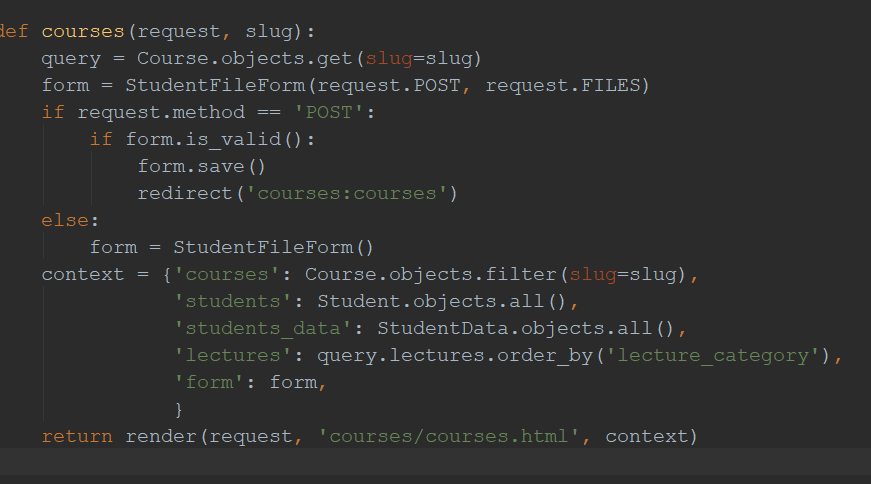 def courses(request, slug):
    query = Course.objects.get(slug=slug)
    form = StudentFileForm(request.POST, request.FILES)
    if request.method == 'POST':
        if form.is_valid():
            form.save()
            redirect('courses:courses')
    else:
        form = StudentFileForm()
    context = {'courses': Course.objects.filter(slug=slug),
               'students': Student.objects.all(),
               'students_data': StudentData.objects.all(),
               'lectures': query.lectures.order_by('lecture_category'),
               'form': form,
               }
    return render(request, 'courses/courses.html', context)